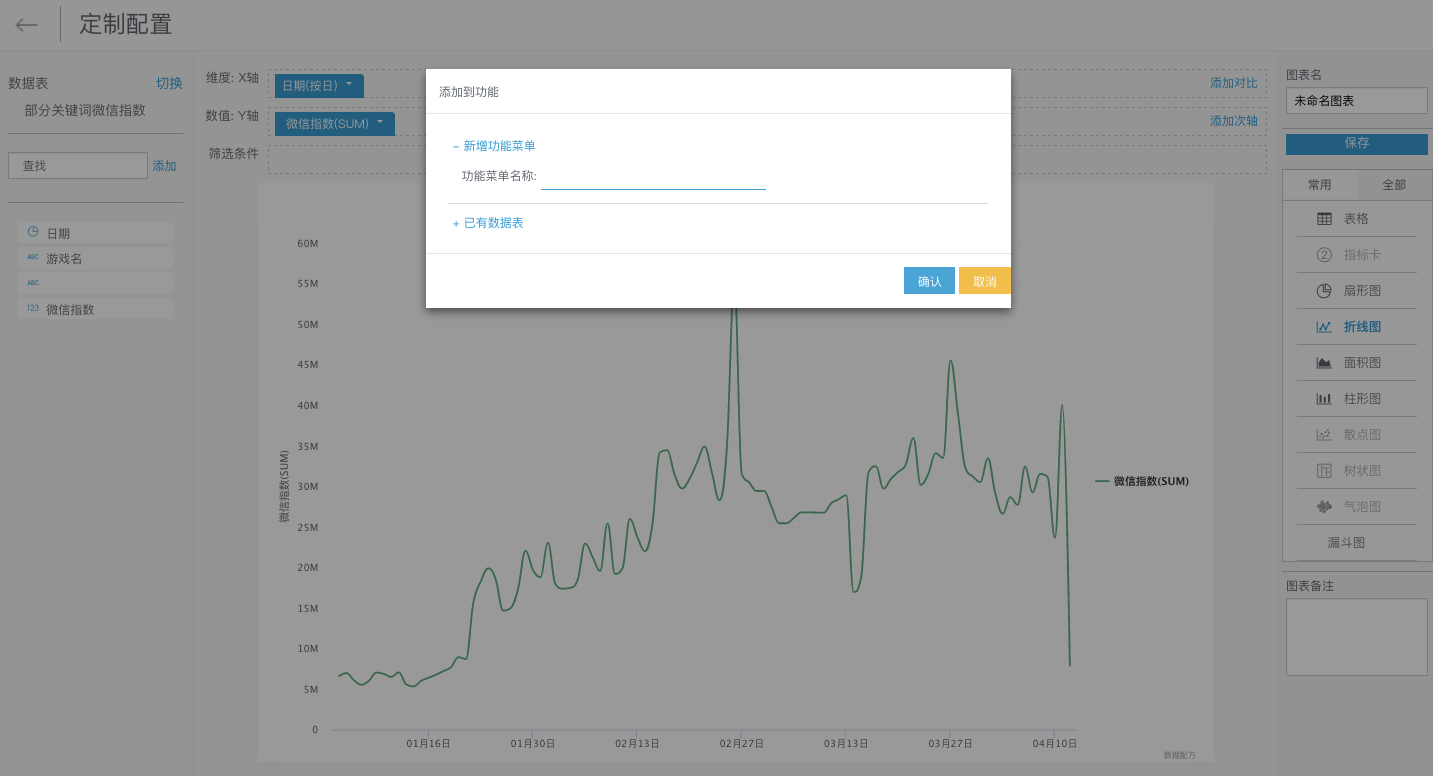 定制配置
数据表 切换
部分关键词微信指数
查找 添加
日期
ABC 游戏名
ABC
123 微信指数
维度: X轴 日期(按日) 添加对比
数值: Y轴 微信指数(SUM) 添加次轴
筛选条件
添加到功能
– 新增功能菜单
功能菜单名称:
+ 已有数据表
确认 取消
60M
55M
50M
45M
40M
35M
30M
25M
20M
15M
10M
5M
0
微信指数(SUM)
01月16日 01月30日 02月13日 02月27日 03月13日 03月27日 04月10日
微信指数(SUM)
数据配方
图表名
未命名图表
保存
常用 全部
表格
2 指标卡
扇形图
折线图
面积图
柱形图
散点图
树状图
气泡图
漏斗图
图表备注